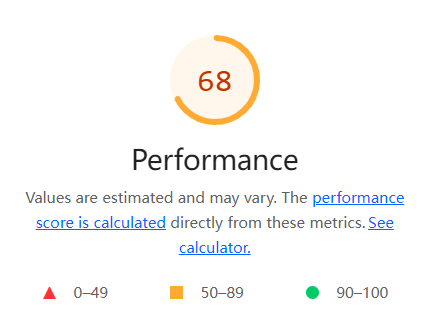 68
Performance
Values are estimated and may vary. The performance
score is calculated directly from these metrics. See
calculator.
0–49 50–89 90–100